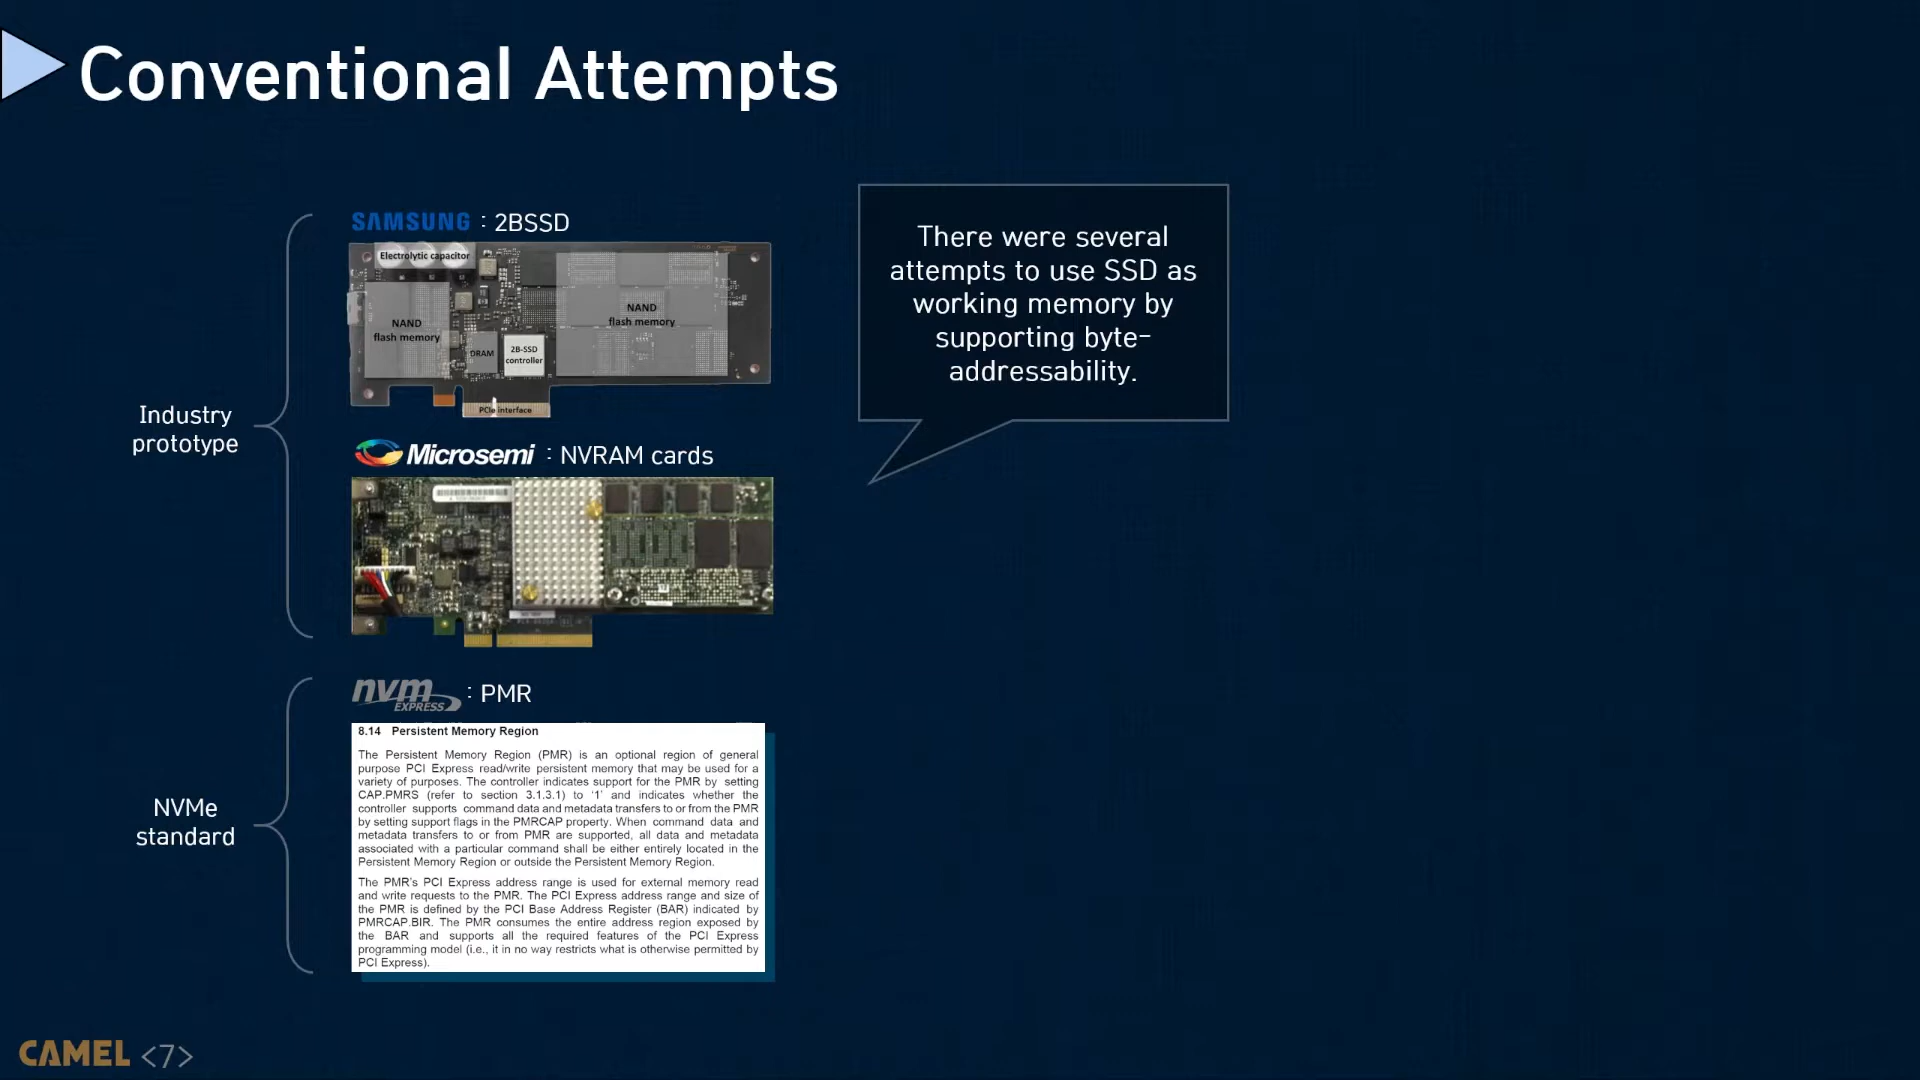 Conventional Attempts
SAMSUNG : 2BSSD
Electrolytic capacitor
NAND
flash memory
DRAM
2B-SSD
controller
NAND
flash memory
PCIe interface
Industry
prototype
Microsemi : NVRAM cards
There were several
attempts to use SSD as
working memory by
supporting byte-
addressability.
nvm
EXPRESS : PMR
NVMe
standard
8.14 Persistent Memory Region
The Persistent Memory Region (PMR) is an optional region of general
purpose PCI Express read/write persistent memory that may be used for a
variety of purposes. The controller indicates support for the PMR by setting
CAP.PMRS (refer to section 3.1.3.1) to ‘1’ and indicates whether the
controller supports command data and metadata transfers to or from the PMR
by setting support flags in the PMRCAP property. When command data and
metadata transfers to or from PMR are supported, all data and metadata
associated with a particular command shall be either entirely located in the
Persistent Memory Region or outside the Persistent Memory Region.
The PMR’s PCI Express address range is used for external memory read
and write requests to the PMR. The PCI Express address range and size of
the PMR is defined by the PCI Base Address Register (BAR) indicated by
PMRCAP.BIR. The PMR consumes the entire address region exposed by
the BAR and supports all the required features of the PCI Express
programming model (i.e., it in no way restricts what is otherwise permitted by
PCI Express).
CAMEL <7>